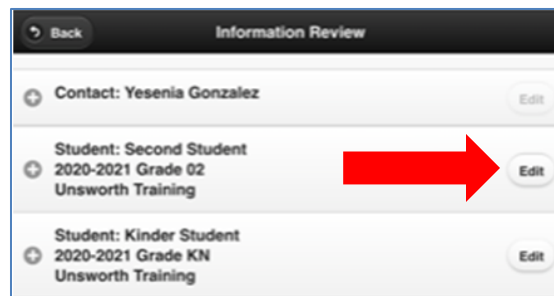 Back
Information Review
Contact: Yesenia Gonzalez
Edit
Student: Second Student
2020-2021 Grade 02
Unsworth Training
Edit
Student: Kinder Student
2020-2021 Grade KN
Unsworth Training
Edit